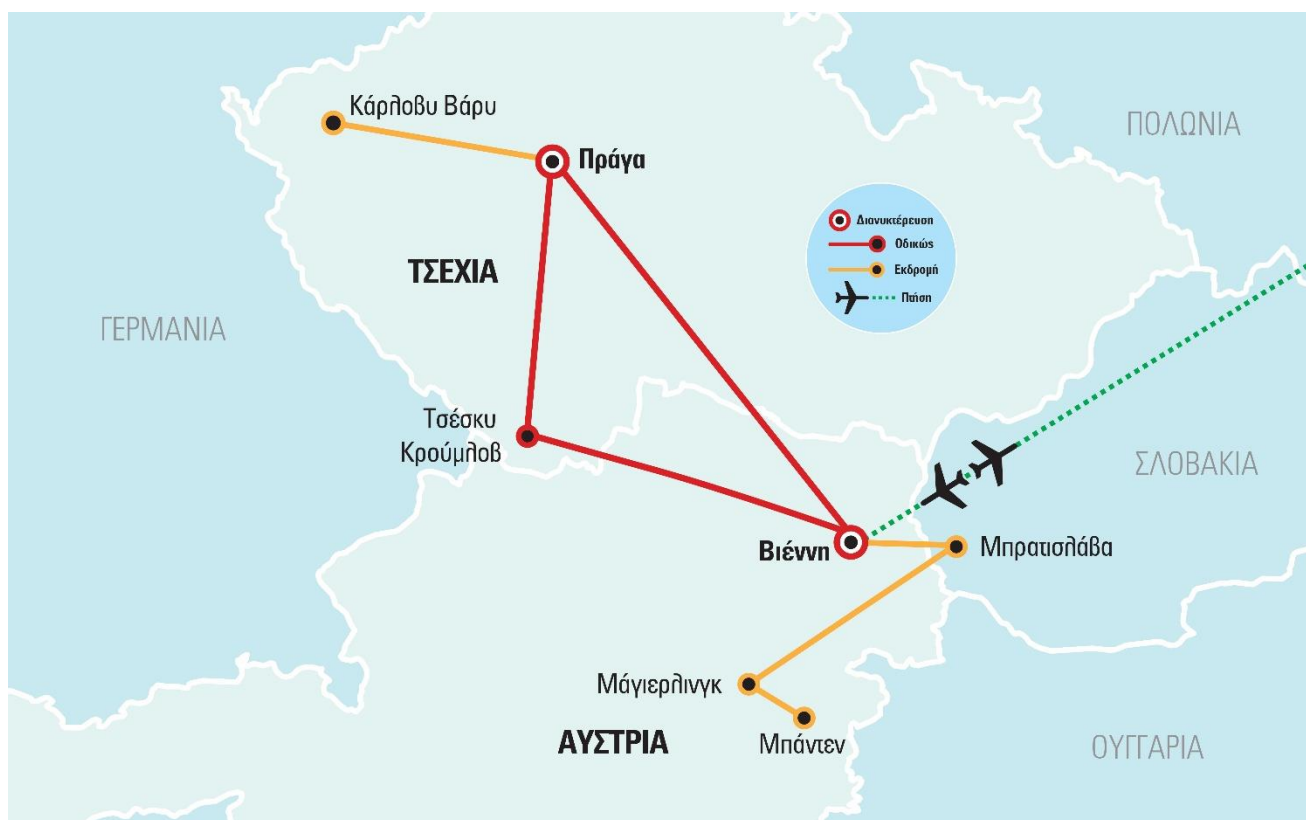 Κάρλοβυ Βάρυ
ΠΟΛΩΝΙΑ
Πράγα
Διανυκτέρευση
Οδικώς
Εκδρομή
Πτήση
ΤΣΕΧΙΑ
ΓΕΡΜΑΝΙΑ
Τσέσκυ
Κρούμλοβ
ΣΛΟΒΑΚΙΑ
Βιέννη
Μπρατισλάβα
Μάγιερλινγκ
Μπάντεν
ΑΥΣΤΡΙΑ
ΟΥΓΓΑΡΙΑ